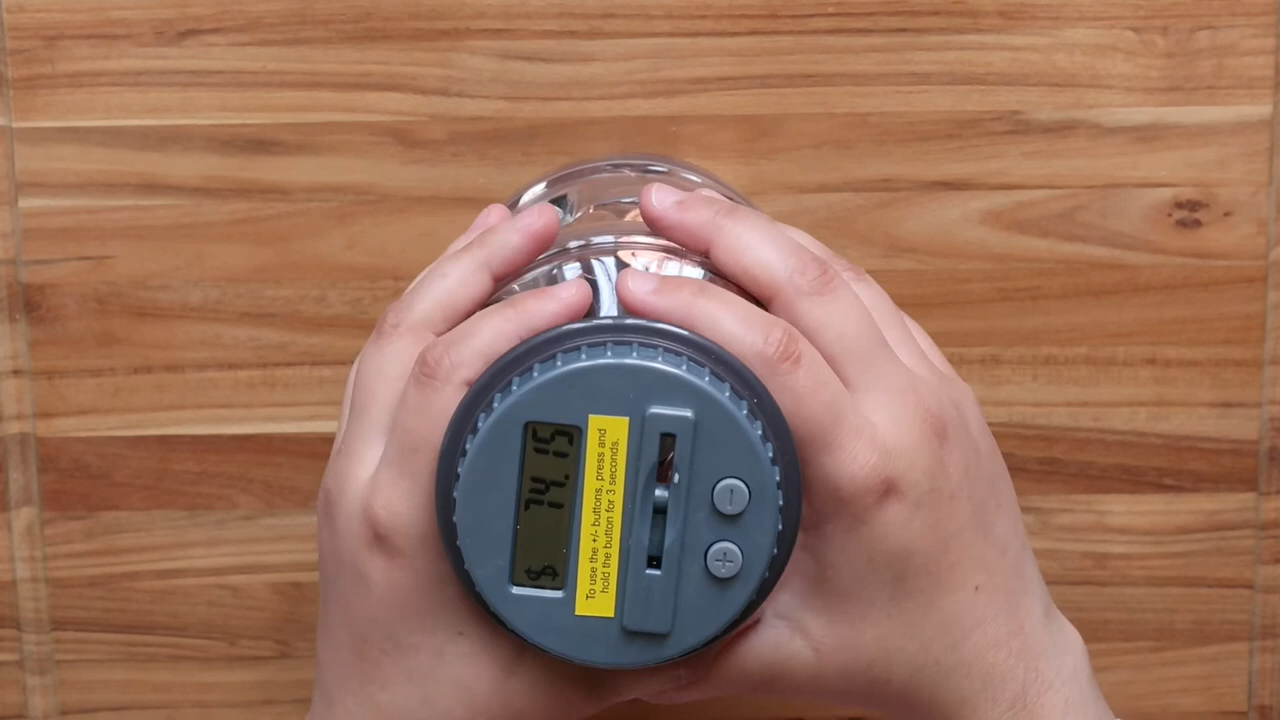 $ 74.15
To use the +/- buttons, press and
hold the button for 3 seconds.
+ −